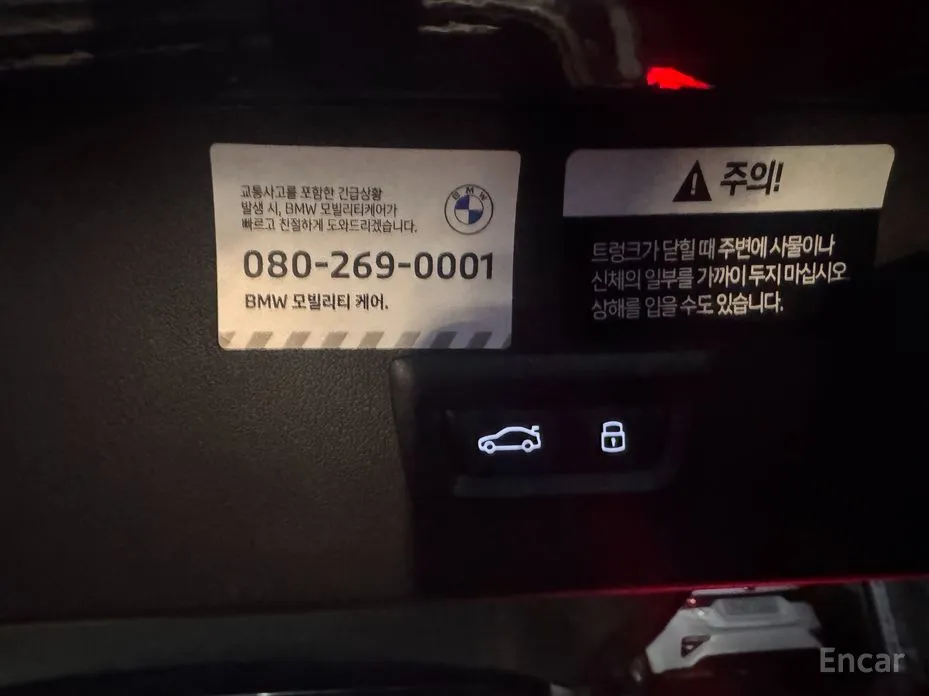 교통사고를 포함한 긴급상황
발생 시, BMW 모빌리티케어가
빠르고 친절하게 도와드리겠습니다.
BMW
080-269-0001
BMW 모빌리티 케어.
주의!
트렁크가 닫힐 때 주변에 사물이나
신체의 일부를 가까이 두지 마십시오
상해를 입을 수도 있습니다.
Encar